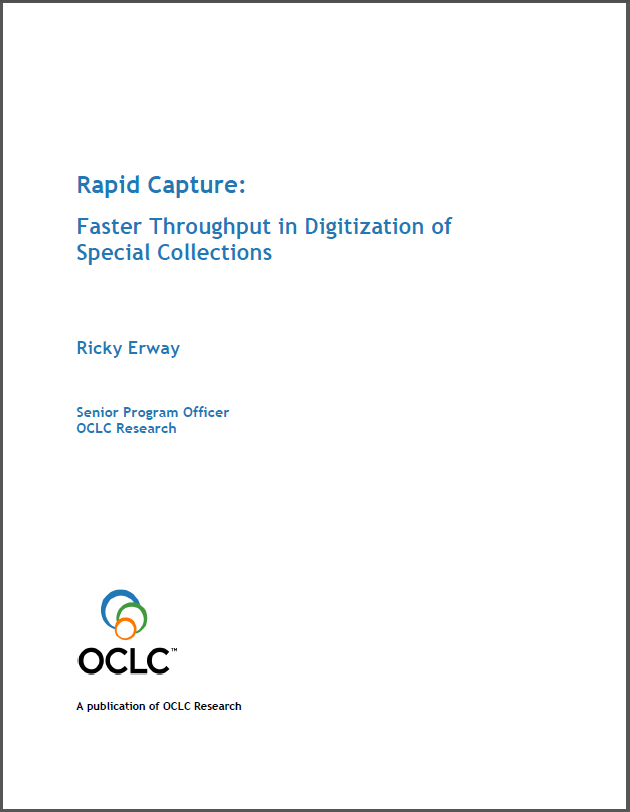 Rapid Capture:
Faster Throughput in Digitization of
Special Collections
Ricky Erway
Senior Program Officer
OCLC Research
OCLC™
A publication of OCLC Research